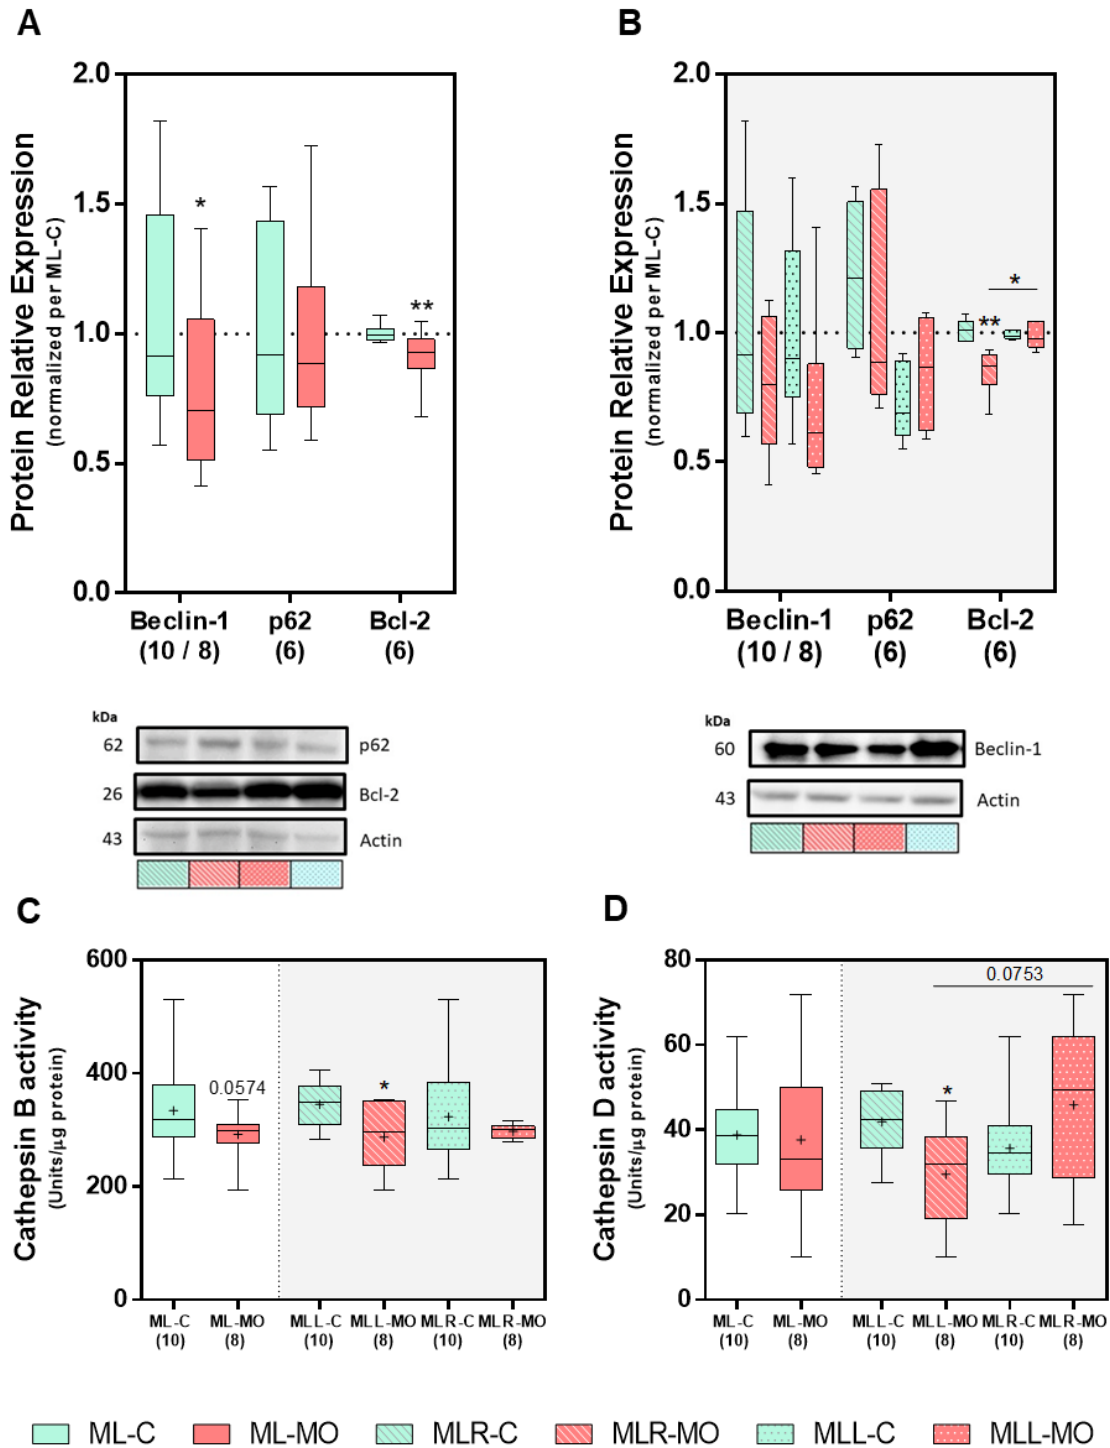 A
B
Protein Relative Expression
(normalized per ML-C)
2.0
1.5
1.0
0.5
0.0
*
**
Beclin-1
(10 / 8)
p62
(6)
Bcl-2
(6)
Protein Relative Expression
(normalized per ML-C)
2.0
1.5
1.0
0.5
0.0
**
*
Beclin-1
(10 / 8)
p62
(6)
Bcl-2
(6)
kDa
62
p62
26
Bcl-2
43
Actin
kDa
60
Beclin-1
43
Actin
C
D
Cathepsin B activity
(Units/µg protein)
600
400
200
0
0.0574
*
ML-C
(10)
ML-MO
(8)
MLL-C
(10)
MLL-MO
(8)
MLR-C
(10)
MLR-MO
(8)
Cathepsin D activity
(Units/µg protein)
80
60
40
20
0
0.0753
*
ML-C
(10)
ML-MO
(8)
MLL-C
(10)
MLL-MO
(8)
MLR-C
(10)
MLR-MO
(8)
ML-C
ML-MO
MLR-C
MLR-MO
MLL-C
MLL-MO